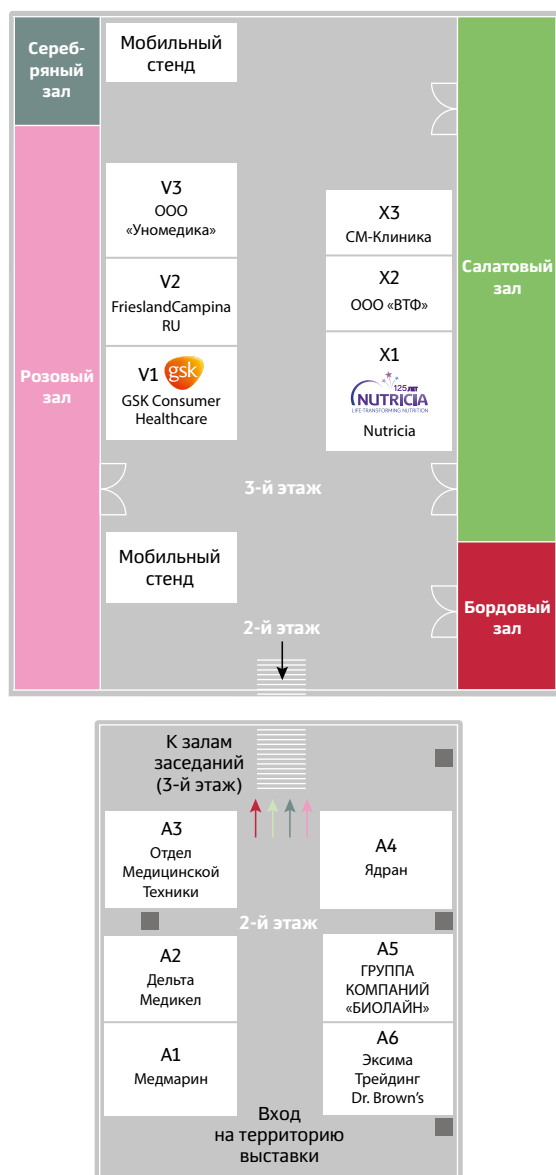 Сереб-
ряный
зал
Мобильный
стенд
V3
ООО
«Уномедика»
X3
СМ-Клиника
Салатовый
зал
V2
FrieslandCampina
RU
X2
ООО «ВТФ»
Розовый
зал
V1 gsk
GSK Consumer
Healthcare
X1
125 ЛЕТ
NUTRICIA
LIFE-TRANSFORMING NUTRITION
Nutricia
3-й этаж
Мобильный
стенд
Бордовый
зал
2-й этаж
К залам
заседаний
(3-й этаж)
A3
Отдел
Медицинской
Техники
A4
Ядран
2-й этаж
A2
Дельта
Медикел
A5
ГРУППА
КОМПАНИЙ
«БИОЛАЙН»
A1
Медмарин
A6
Эксима
Трейдинг
Dr. Brown’s
Вход
на территорию
выставки